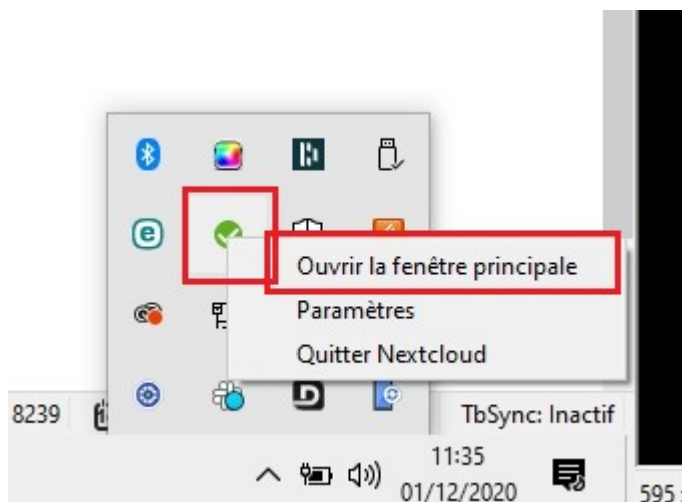 Ouvrir la fenêtre principale
Paramètres
Quitter Nextcloud
8239
TbSync: Inactif
11:35
01/12/2020
595